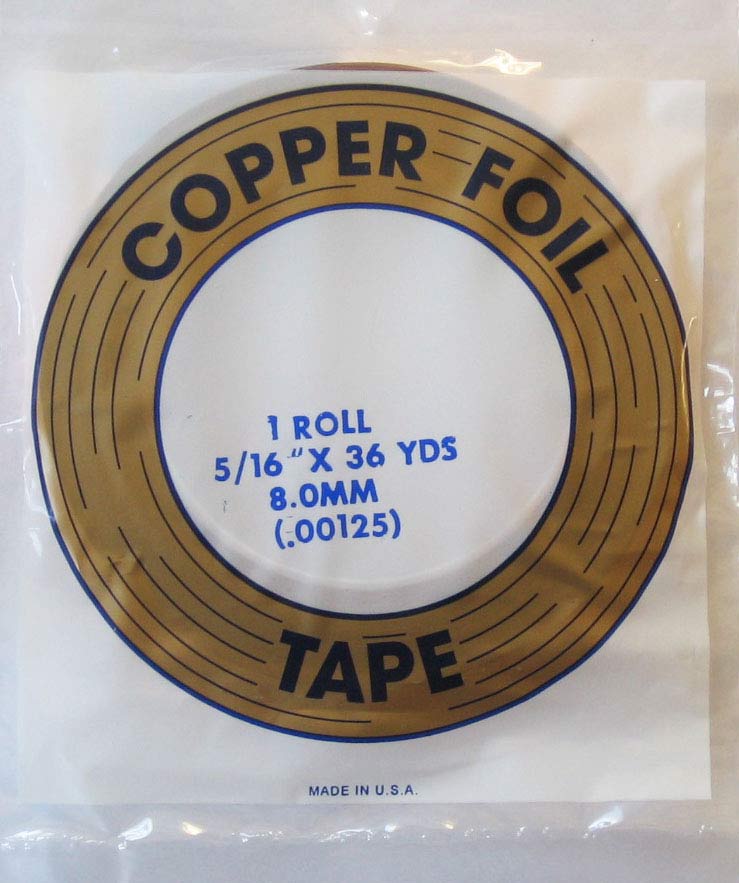 COPPER FOIL
1 ROLL
5/16" X 36 YDS
8.0MM
(.00125)
TAPE
MADE IN U.S.A.